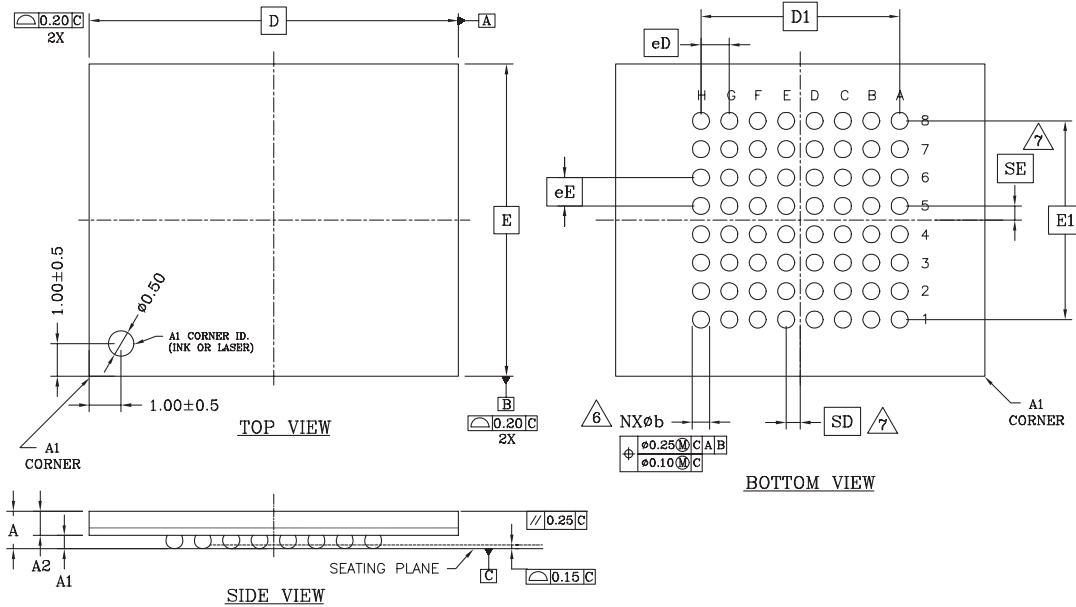 ⌓ 0.20 C
2X
D
A
E
1.00±0.5
ø0.50
A1 CORNER ID.
(INK OR LASER)
1.00±0.5
B
⌓ 0.20 C
2X
TOP VIEW
A1
CORNER
D1
eD
H G F E D C B A
8
7
6
5
4
3
2
1
7
SE
eE
E1
6 NXøb
⌖ ø0.25Ⓜ C A B
ø0.10Ⓜ C
SD 7
A1
CORNER
BOTTOM VIEW
A
A2
A1
// 0.25 C
SEATING PLANE
C
⌓ 0.15 C
SIDE VIEW